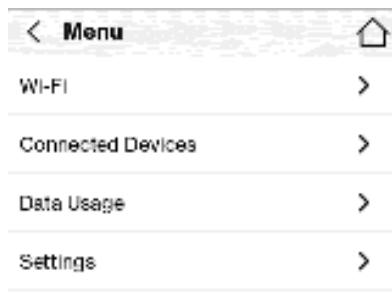 Menu
Wi-Fi
Connected Devices
Data Usage
Settings